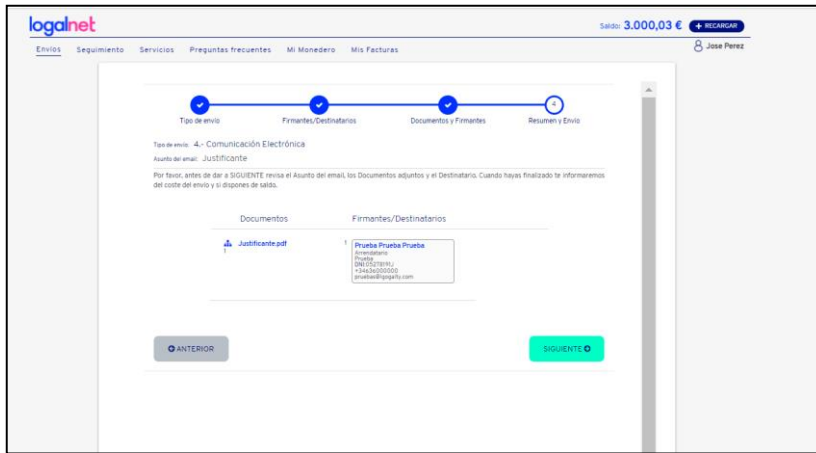 logalnet
Saldo: 3.000,03 € + RECARGAR
Envíos Seguimiento Servicios Preguntas frecuentes Mi Monedero Mis Facturas
Jose Perez
4
Tipo de envío Firmantes/Destinatarios Documentos y Firmantes Resumen y Envío
Tipo de envío: 4.- Comunicación Electrónica
Asunto del email: Justificante
Por favor, antes de dar a SIGUIENTE revisa el Asunto del email, los Documentos adjuntos y el Destinatario. Cuando hayas finalizado te informaremos
del coste del envío y si dispones de saldo.
Documentos Firmantes/Destinatarios
Justificante.pdf
1
1 Prueba Prueba Prueba
Arrendatario
Prueba
+34636000000
ANTERIOR SIGUIENTE